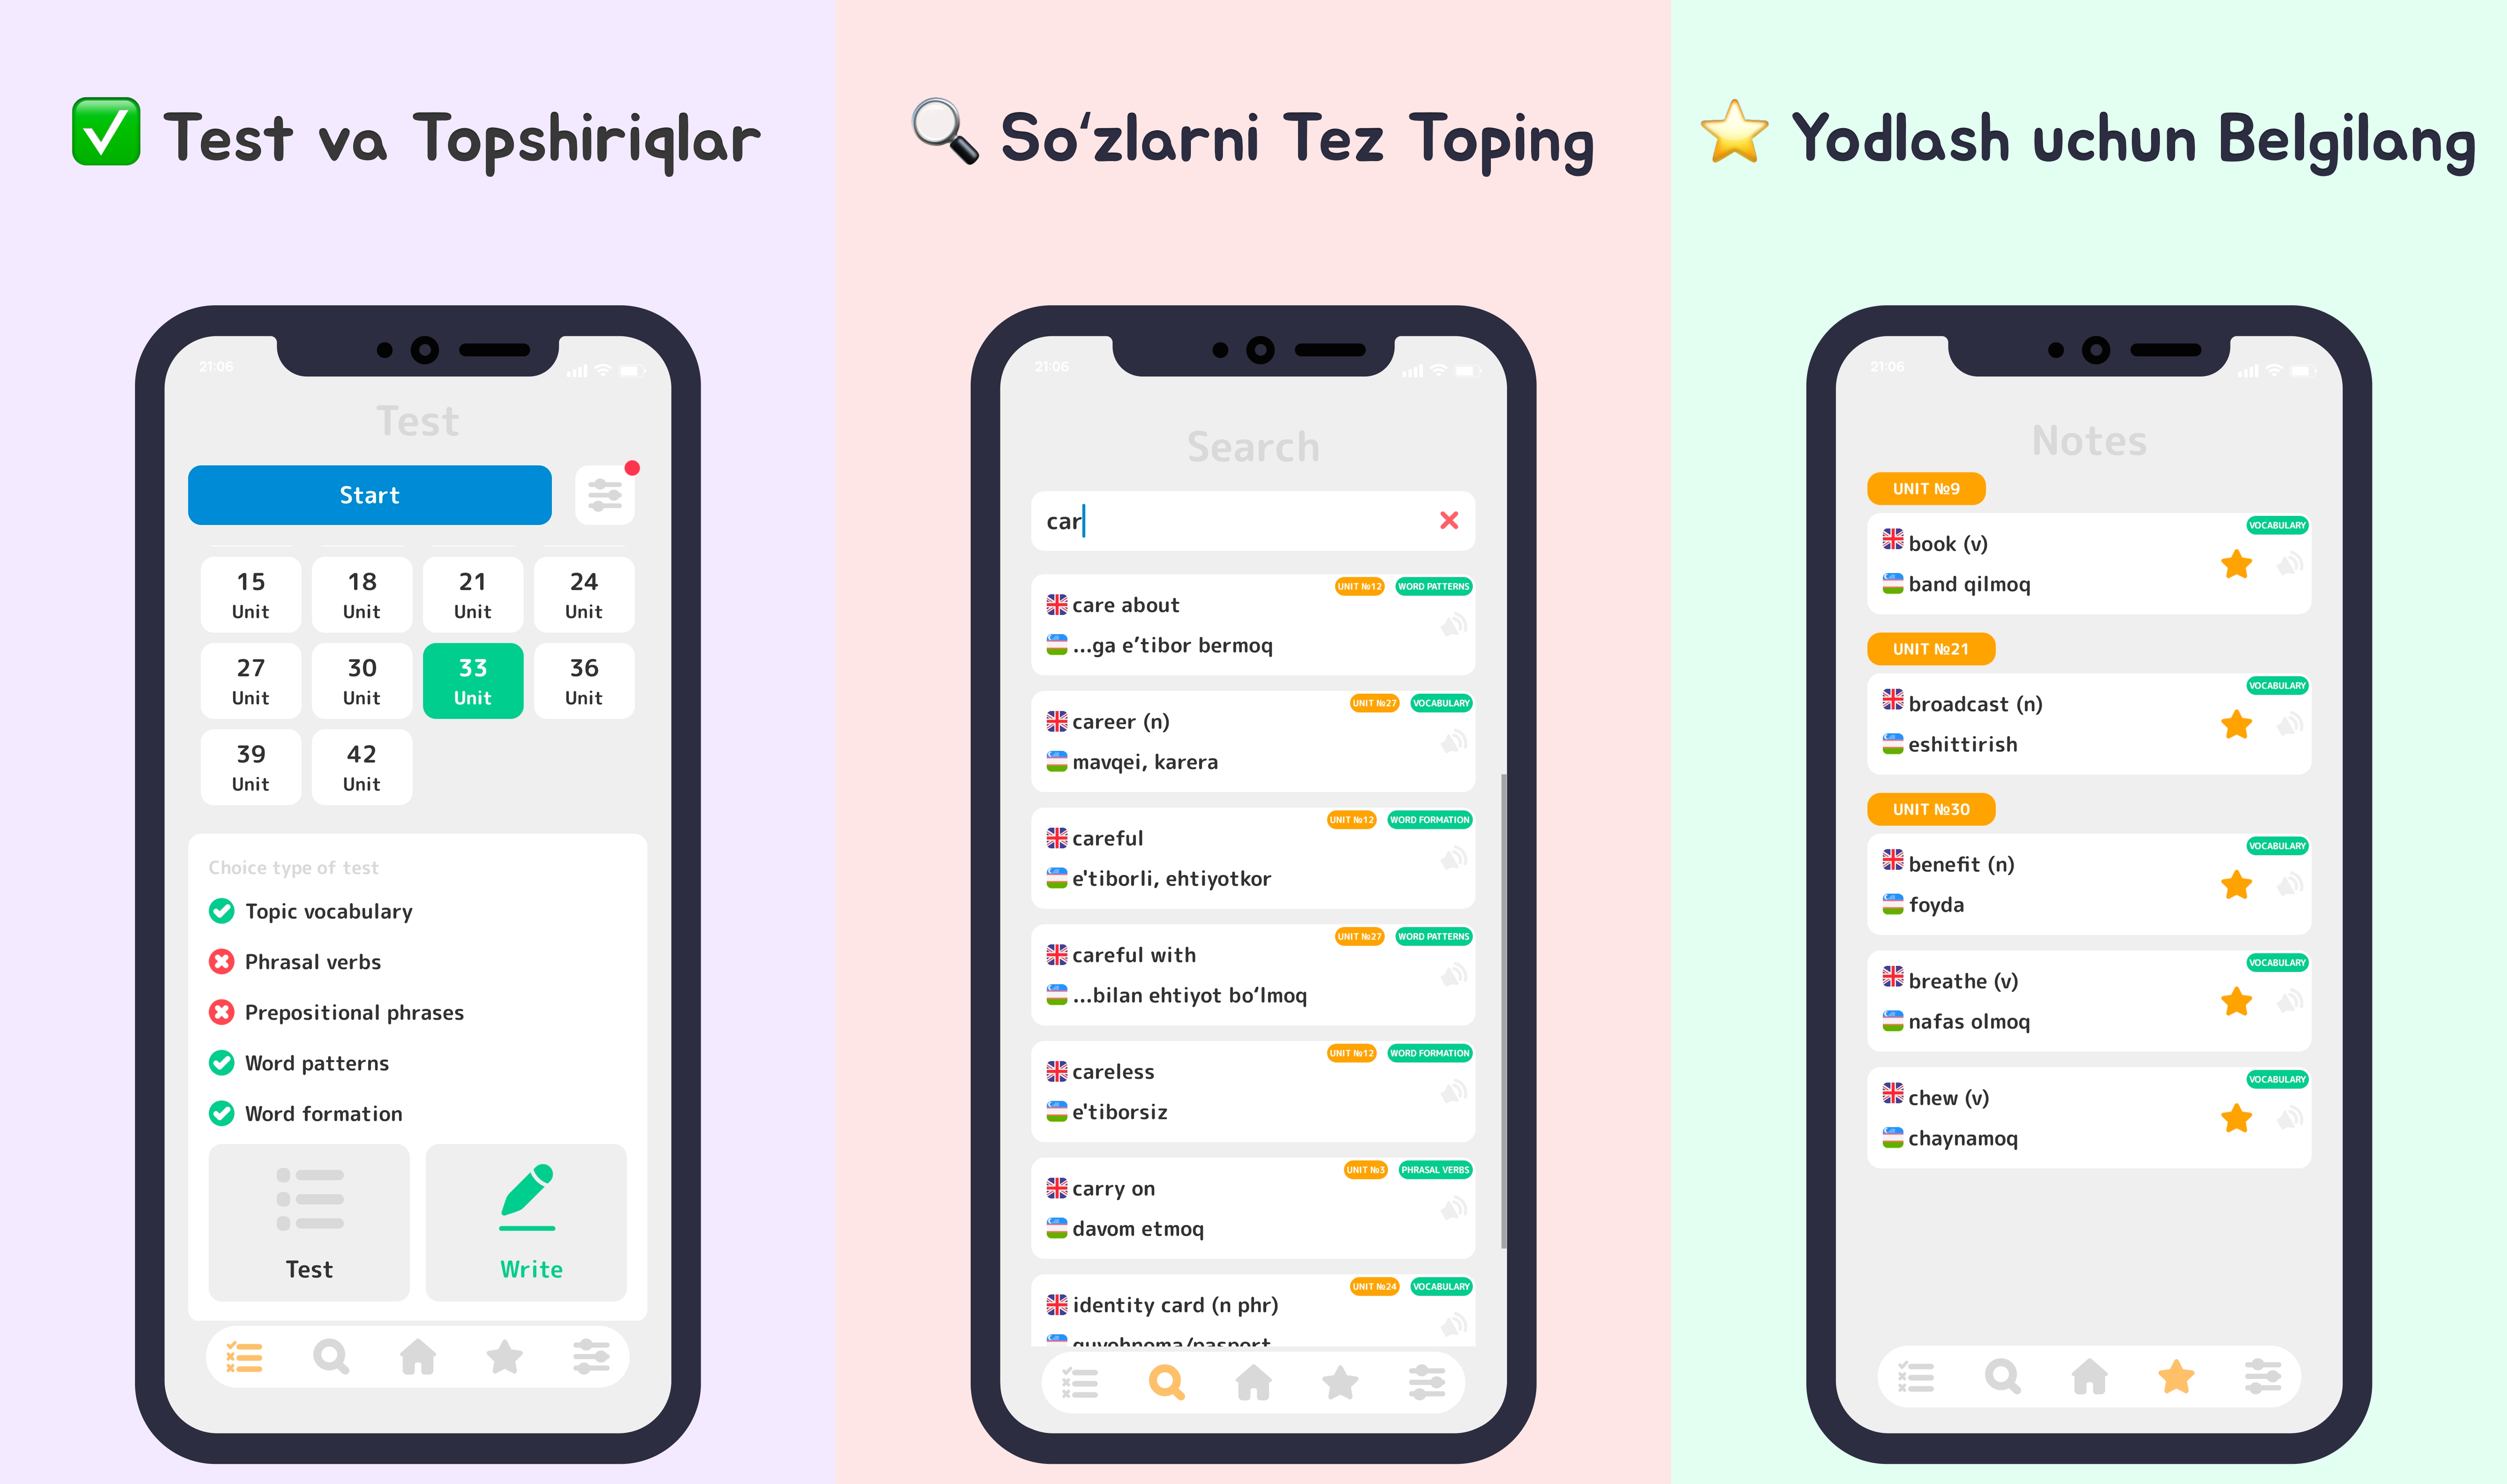 ✅ Test va Topshiriqlar
21:06
Test
Start
15 18 21 24
Unit Unit Unit Unit
27 30 33 36
Unit Unit Unit Unit
39 42
Unit Unit
Choice type of test
Topic vocabulary
Phrasal verbs
Prepositional phrases
Word patterns
Word formation
Test Write
🔍 So‘zlarni Tez Toping
21:06
Search
car
UNIT №12 WORD PATTERNS
care about
...ga e’tibor bermoq
UNIT №27 VOCABULARY
career (n)
mavqei, karera
UNIT №12 WORD FORMATION
careful
e'tiborli, ehtiyotkor
UNIT №27 WORD PATTERNS
careful with
...bilan ehtiyot bo‘lmoq
UNIT №12 WORD FORMATION
careless
e'tiborsiz
UNIT №3 PHRASAL VERBS
carry on
davom etmoq
UNIT №24 VOCABULARY
identity card (n phr)
guvohnoma/pasport
⭐ Yodlash uchun Belgilang
21:06
Notes
UNIT №9
VOCABULARY
book (v)
band qilmoq
UNIT №21
VOCABULARY
broadcast (n)
eshittirish
UNIT №30
VOCABULARY
benefit (n)
foyda
VOCABULARY
breathe (v)
nafas olmoq
VOCABULARY
chew (v)
chaynamoq